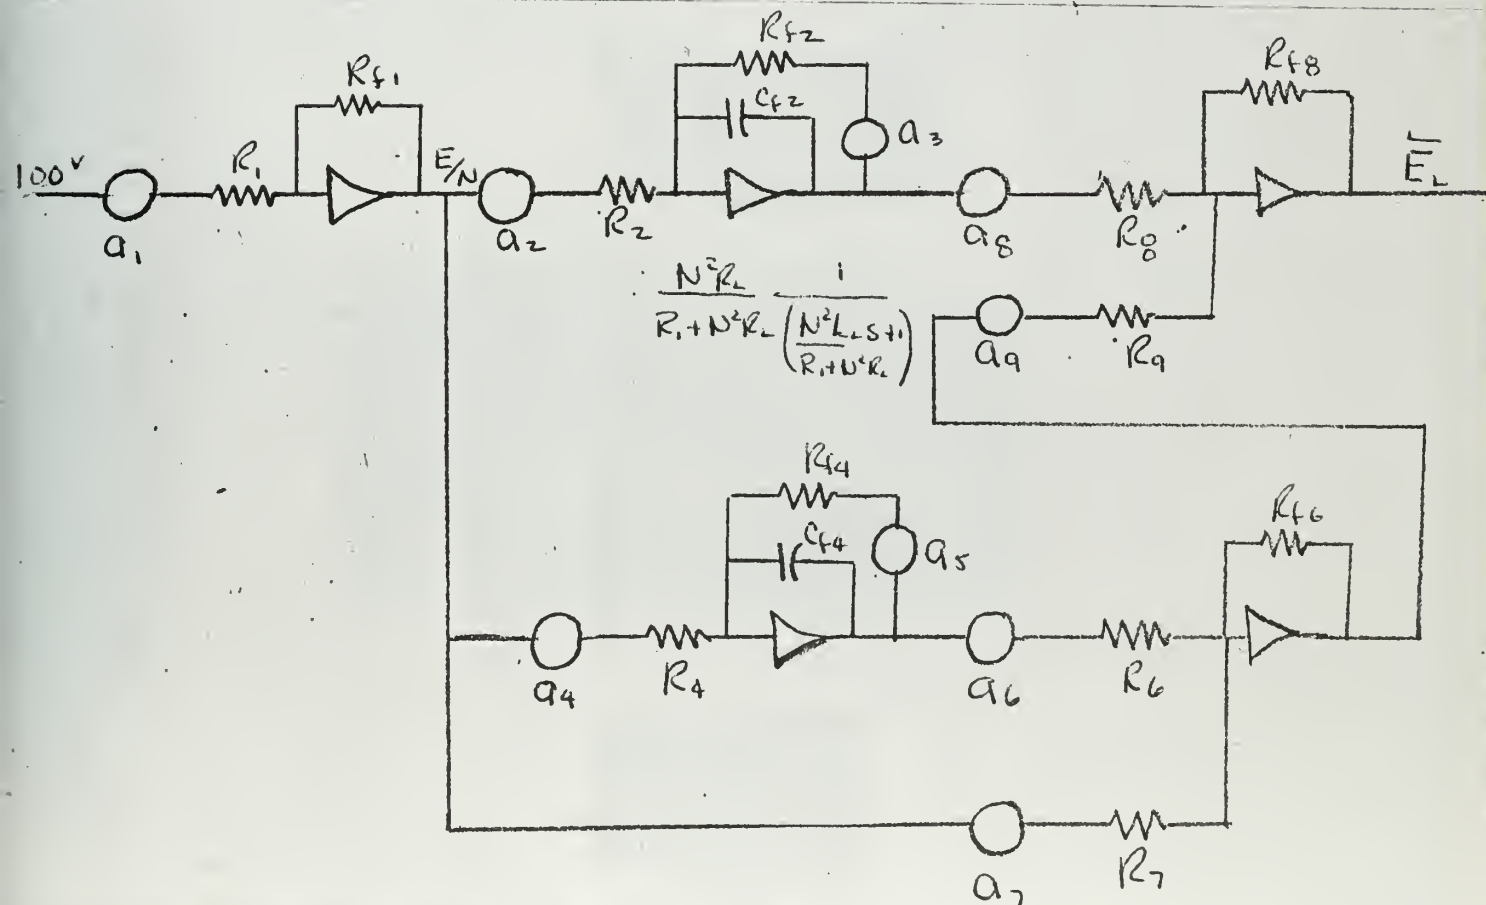 Rf2
Rf1
Rf8
Cf2
a3
100V
R1
E/N
EL
a1
a2
R2
a8
R8
N²RL 1
R1+N²RL (N²LLS+1)
R1+N²RL
a9
R9
Rf4
Cf4
a5
Rf6
a4
R4
a6
R6
a7
R7